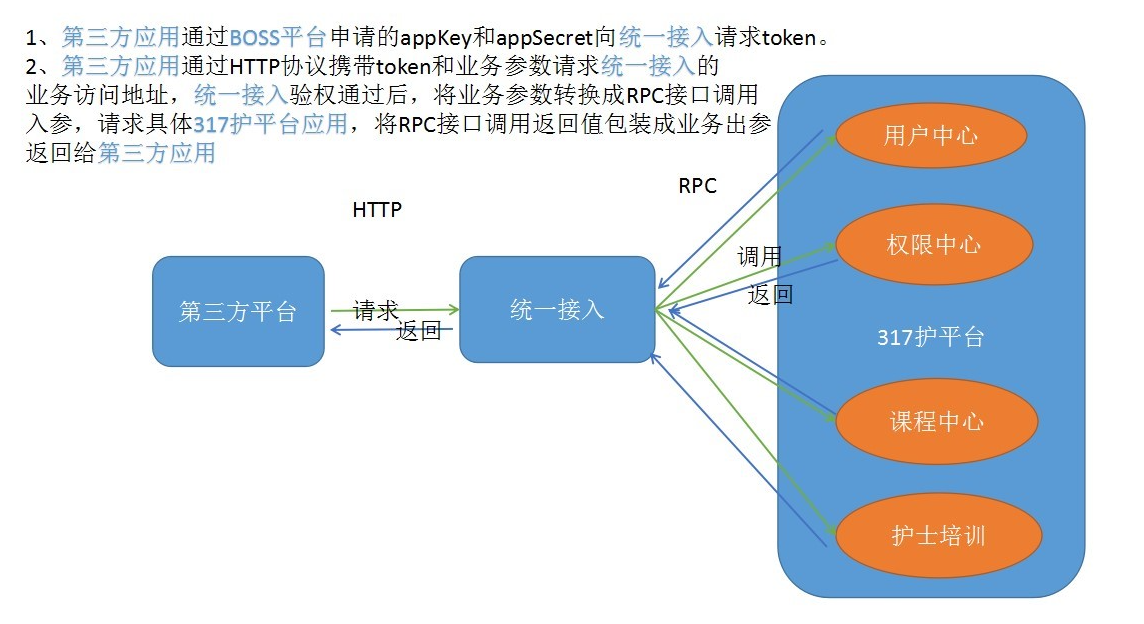 1、第三方应用通过BOSS平台申请的appKey和appSecret向统一接入请求token。
2、第三方应用通过HTTP协议携带token和业务参数请求统一接入的
业务访问地址，统一接入验权通过后，将业务参数转换成RPC接口调用
入参，请求具体317护平台应用，将RPC接口调用返回值包装成业务出参
返回给第三方应用
HTTP
RPC
第三方平台
请求
返回
统一接入
调用
返回
用户中心
权限中心
317护平台
课程中心
护士培训